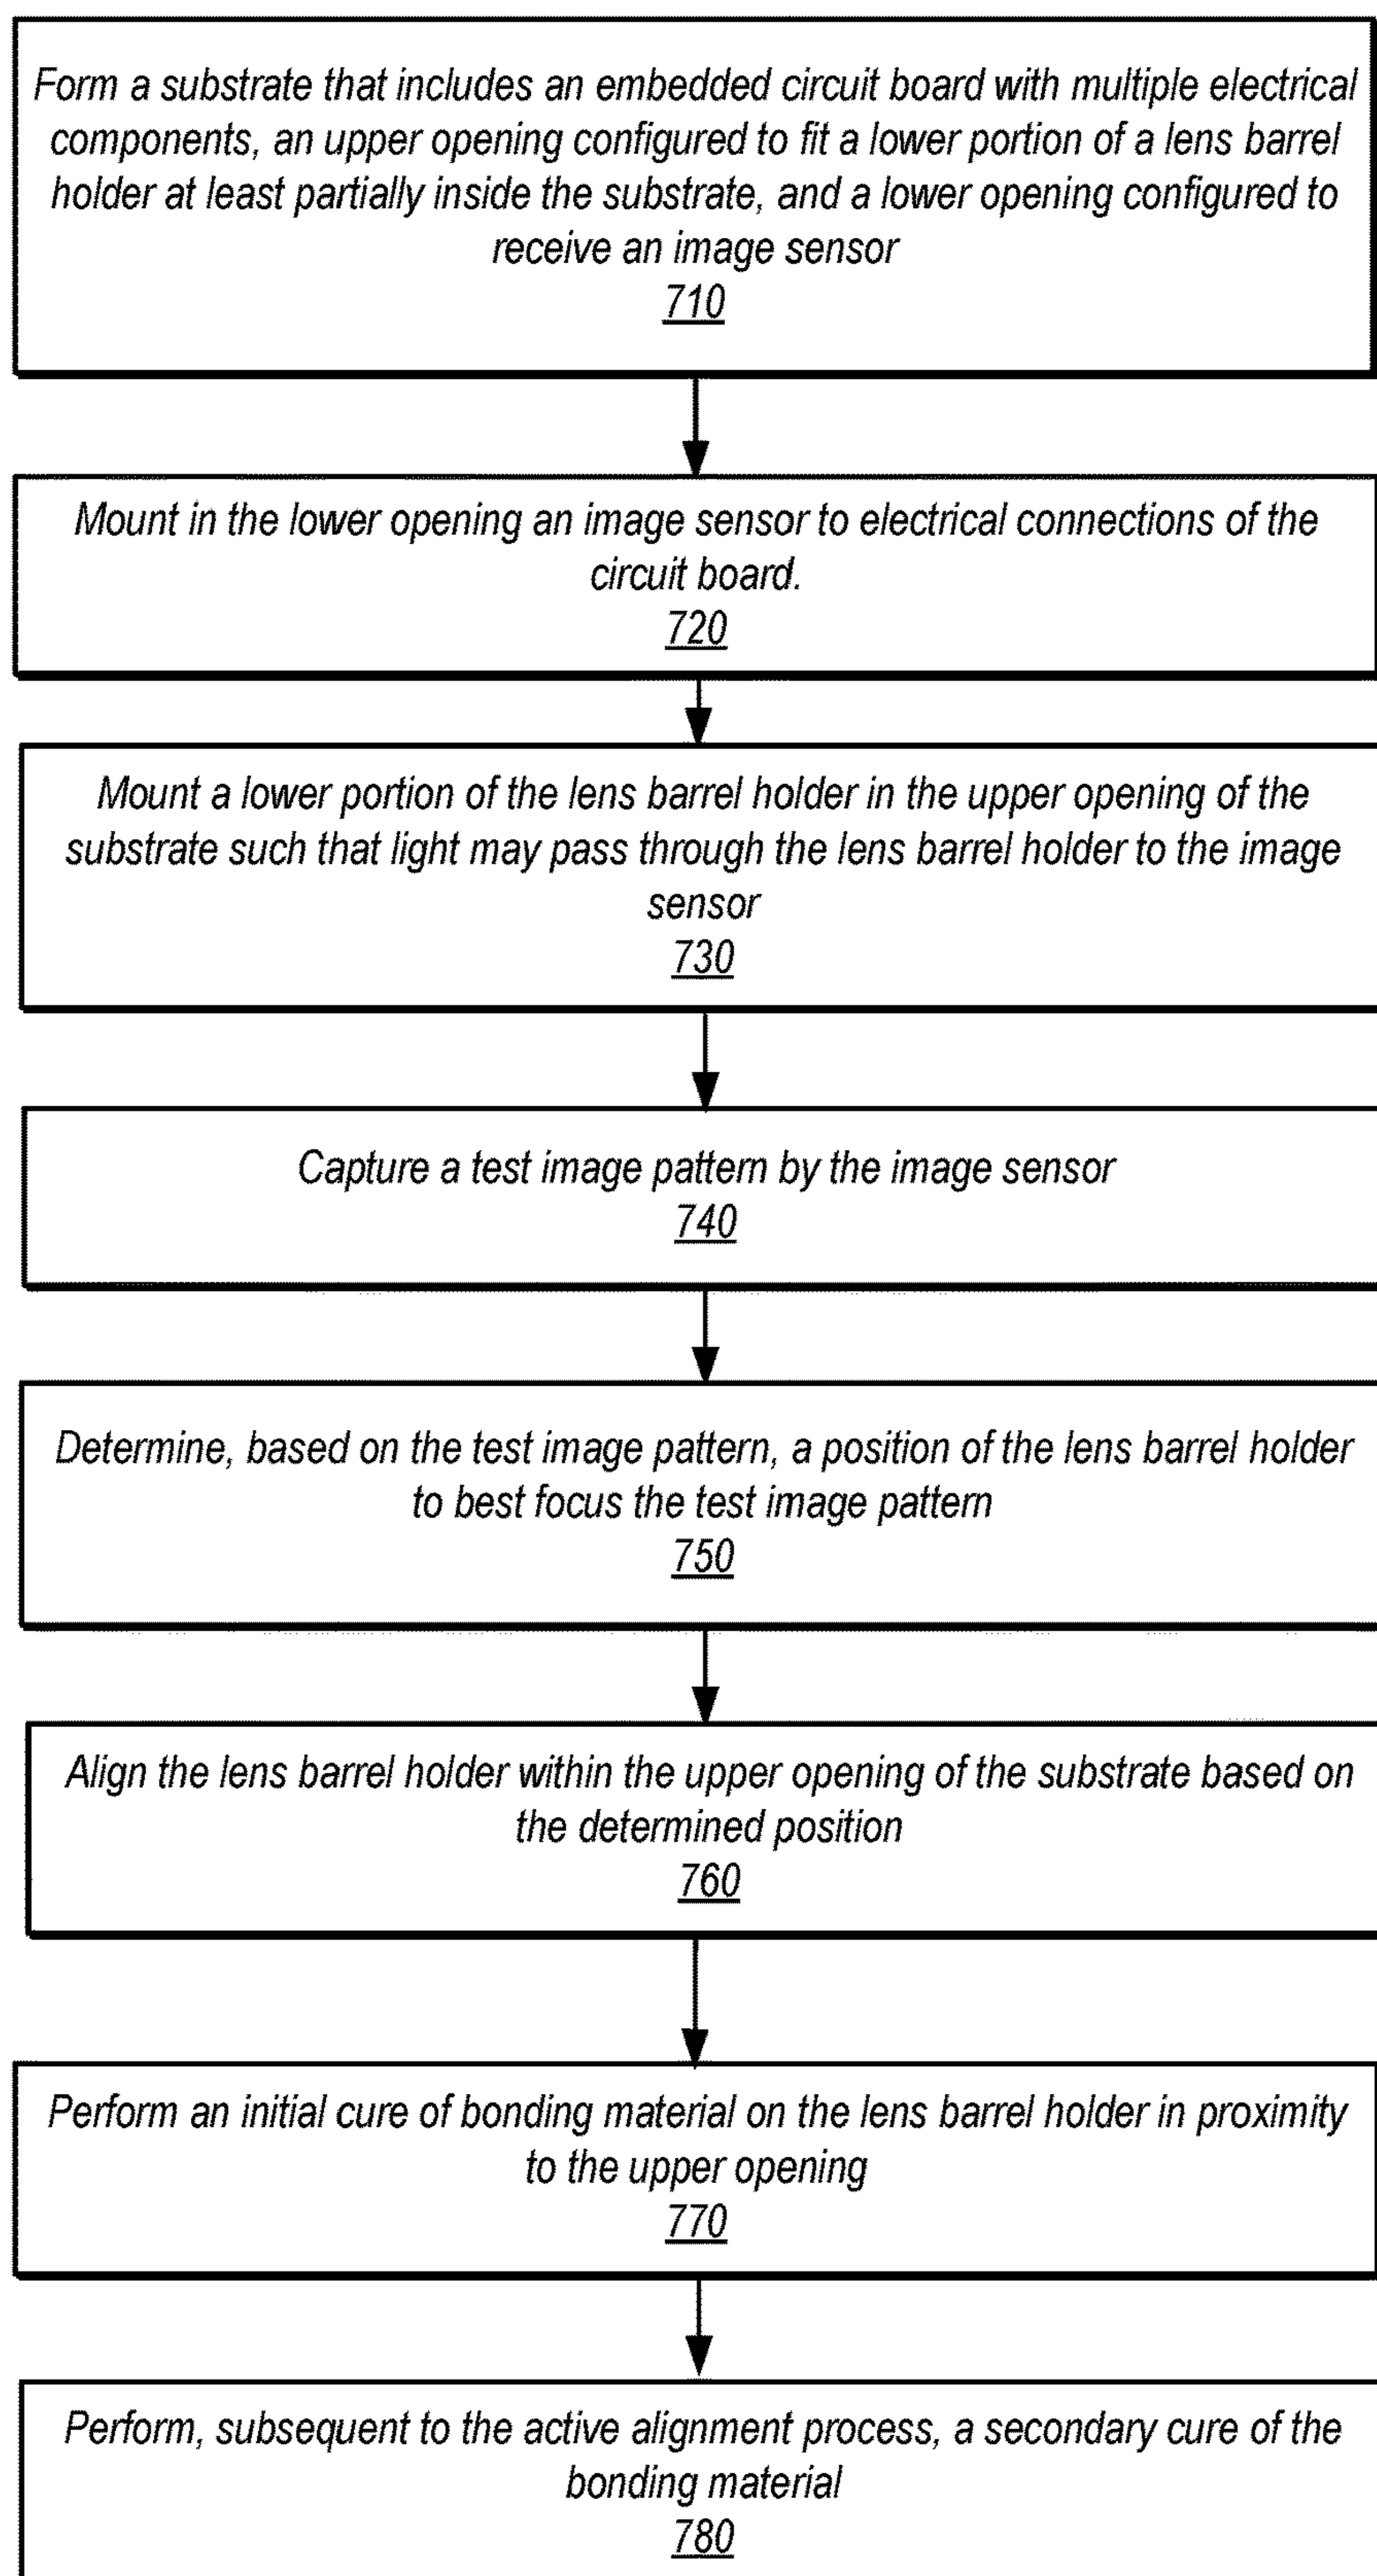 Form a substrate that includes an embedded circuit board with multiple electrical
components, an upper opening configured to fit a lower portion of a lens barrel
holder at least partially inside the substrate, and a lower opening configured to
receive an image sensor
710
Mount in the lower opening an image sensor to electrical connections of the
circuit board.
720
Mount a lower portion of the lens barrel holder in the upper opening of the
substrate such that light may pass through the lens barrel holder to the image
sensor
730
Capture a test image pattern by the image sensor
740
Determine, based on the test image pattern, a position of the lens barrel holder
to best focus the test image pattern
750
Align the lens barrel holder within the upper opening of the substrate based on
the determined position
760
Perform an initial cure of bonding material on the lens barrel holder in proximity
to the upper opening
770
Perform, subsequent to the active alignment process, a secondary cure of the
bonding material
780